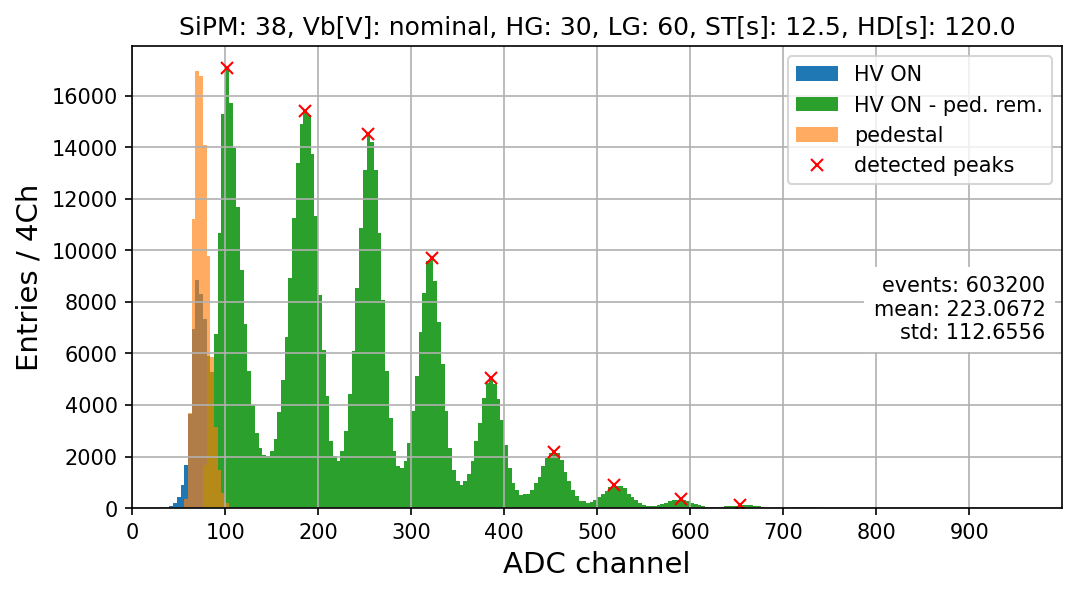 SiPM: 38, Vb[V]: nominal, HG: 30, LG: 60, ST[s]: 12.5, HD[s]: 120.0
HV ON
HV ON - ped. rem.
pedestal
detected peaks
events: 603200
mean: 223.0672
std: 112.6556
Entries / 4Ch
16000
14000
12000
10000
8000
6000
4000
2000
0
0 100 200 300 400 500 600 700 800 900
ADC channel